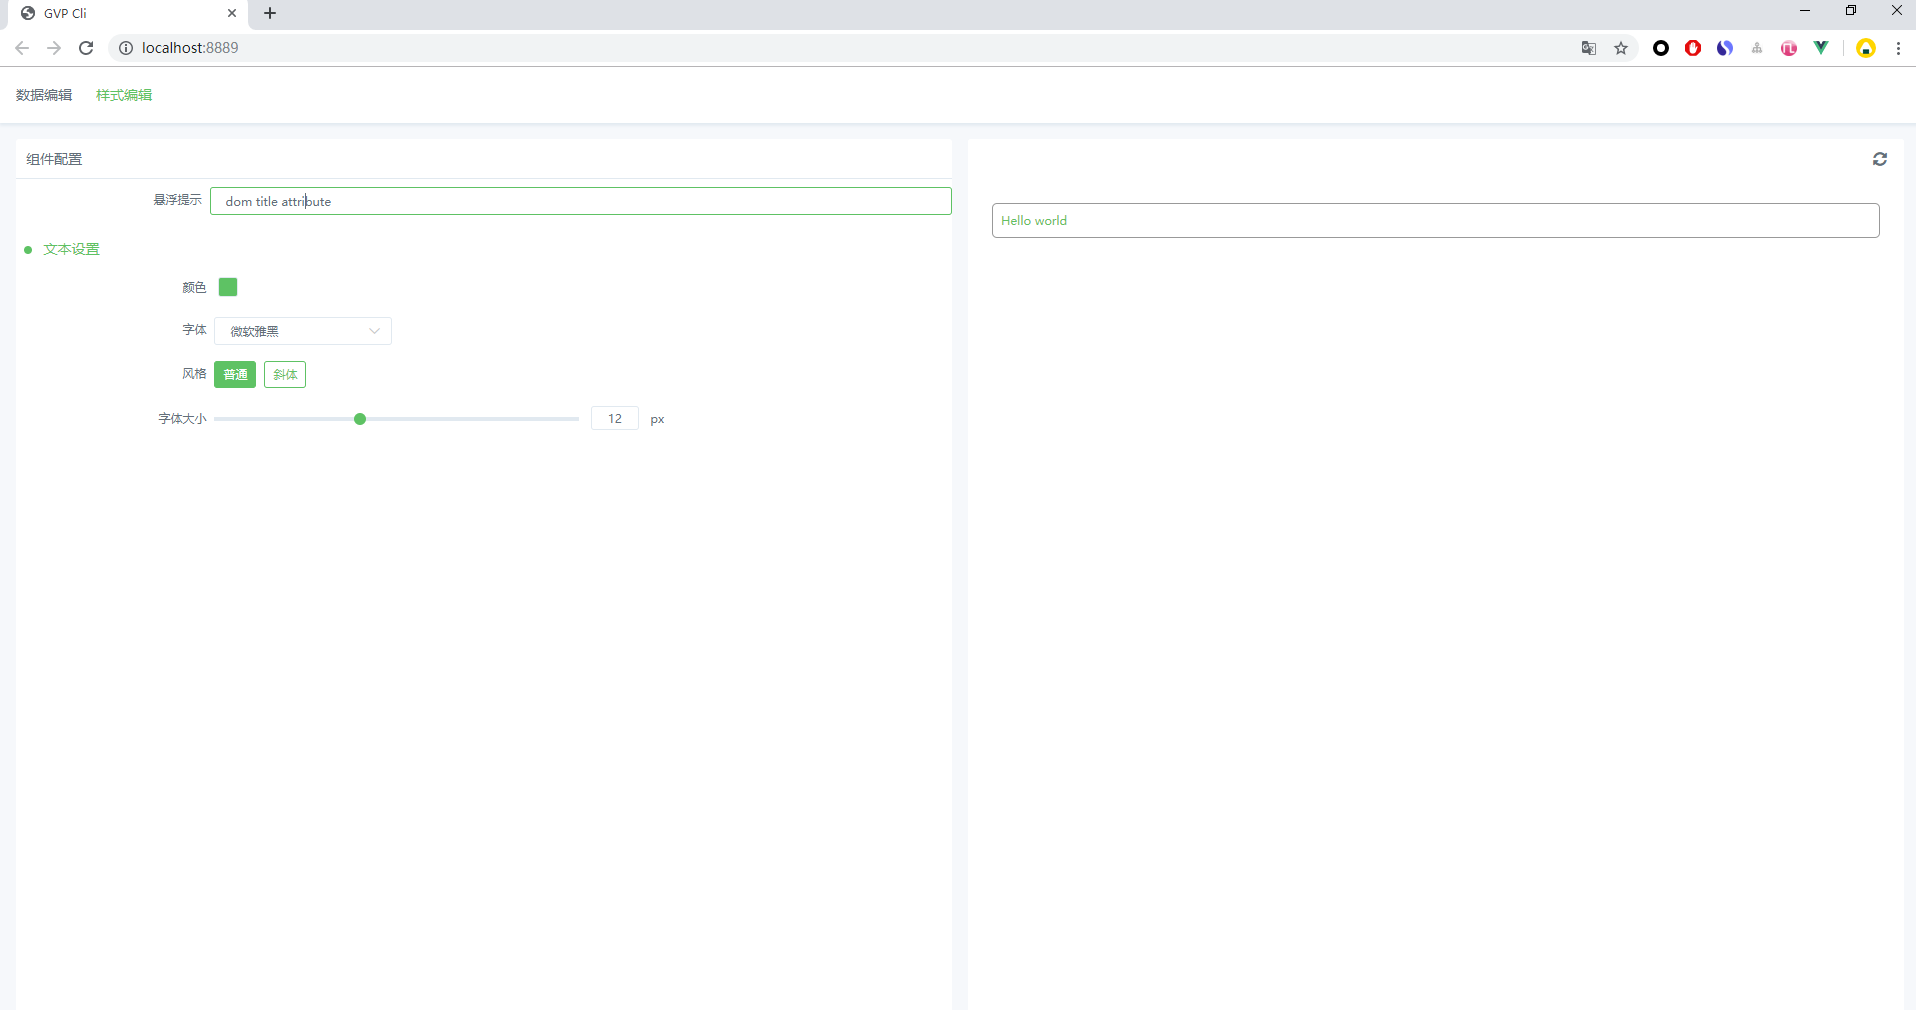 GVP Cli
localhost:8889
数据编辑 样式编辑
组件配置
悬浮提示 dom title attribute
Hello world
文本设置
颜色
字体 微软雅黑
风格 普通 斜体
字体大小 12 px